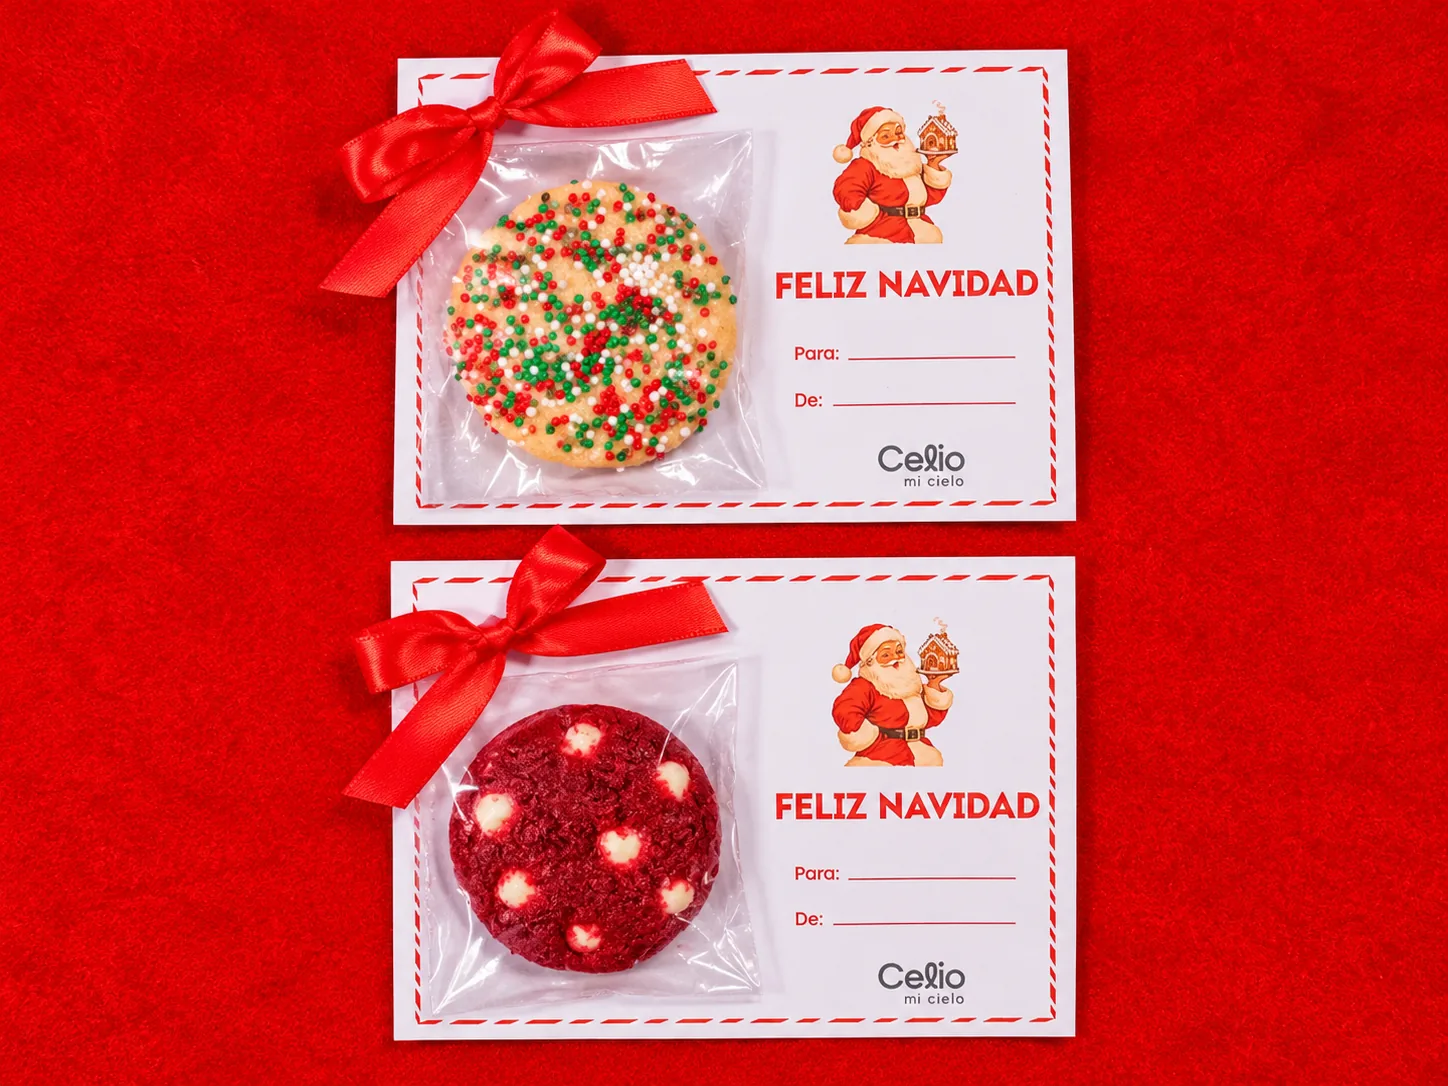 FELIZ NAVIDAD
Para:
De:
Celio
mi cielo
FELIZ NAVIDAD
Para:
De:
Celio
mi cielo